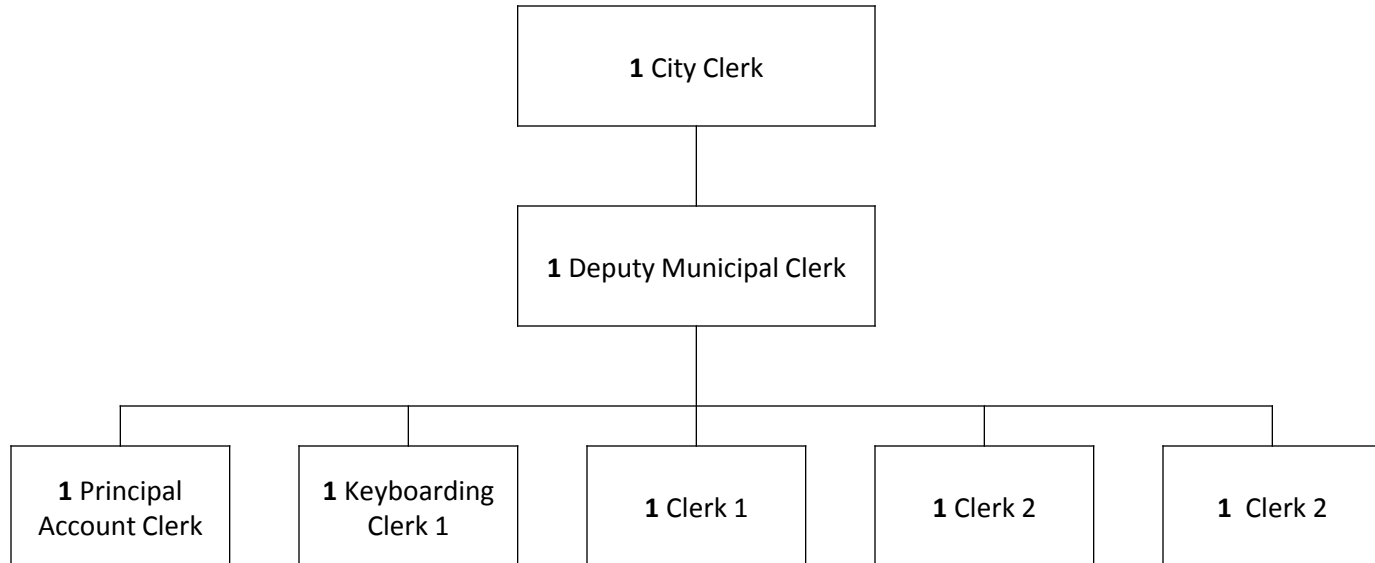 1 City Clerk
1 Deputy Municipal Clerk
1 Principal
Account Clerk
1 Keyboarding
Clerk 1
1 Clerk 1
1 Clerk 2
1 Clerk 2